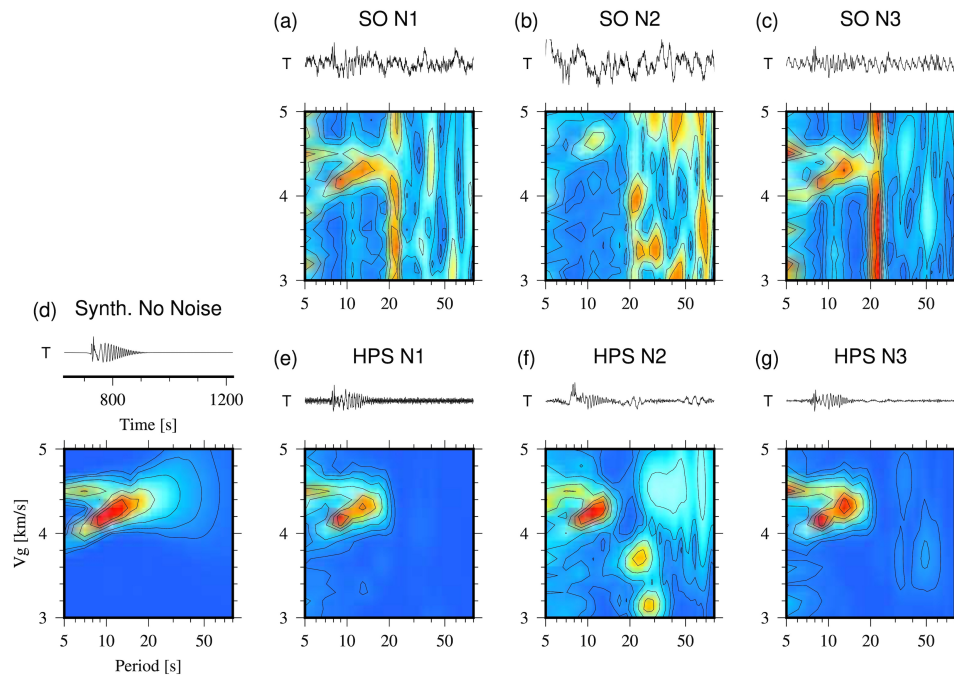 (a) SO N1
(b) SO N2
(c) SO N3
T
T
T
5
4
3
5 10 20 50
5
4
3
5 10 20 50
5
4
3
5 10 20 50
(d) Synth. No Noise
T
800 1200
Time [s]
(e) HPS N1
(f) HPS N2
(g) HPS N3
T
T
T
Vg [km/s]
5
4
3
5 10 20 50
Period [s]
5
4
3
5 10 20 50
5
4
3
5 10 20 50
5
4
3
5 10 20 50